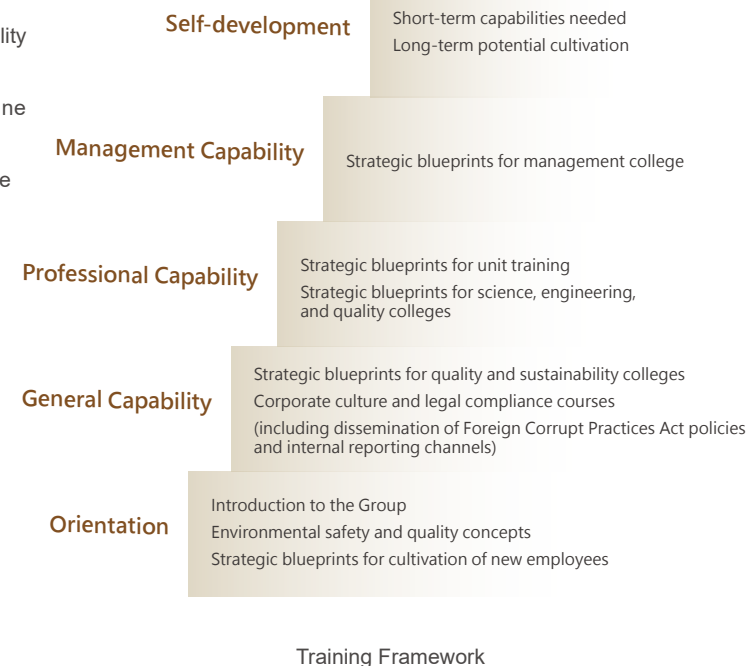 Self-development
Short-term capabilities needed
Long-term potential cultivation
Management Capability
Strategic blueprints for management college
Professional Capability
Strategic blueprints for unit training
Strategic blueprints for science, engineering,
and quality colleges
General Capability
Strategic blueprints for quality and sustainability colleges
Corporate culture and legal compliance courses
(including dissemination of Foreign Corrupt Practices Act policies
and internal reporting channels)
Orientation
Introduction to the Group
Environmental safety and quality concepts
Strategic blueprints for cultivation of new employees
Training Framework